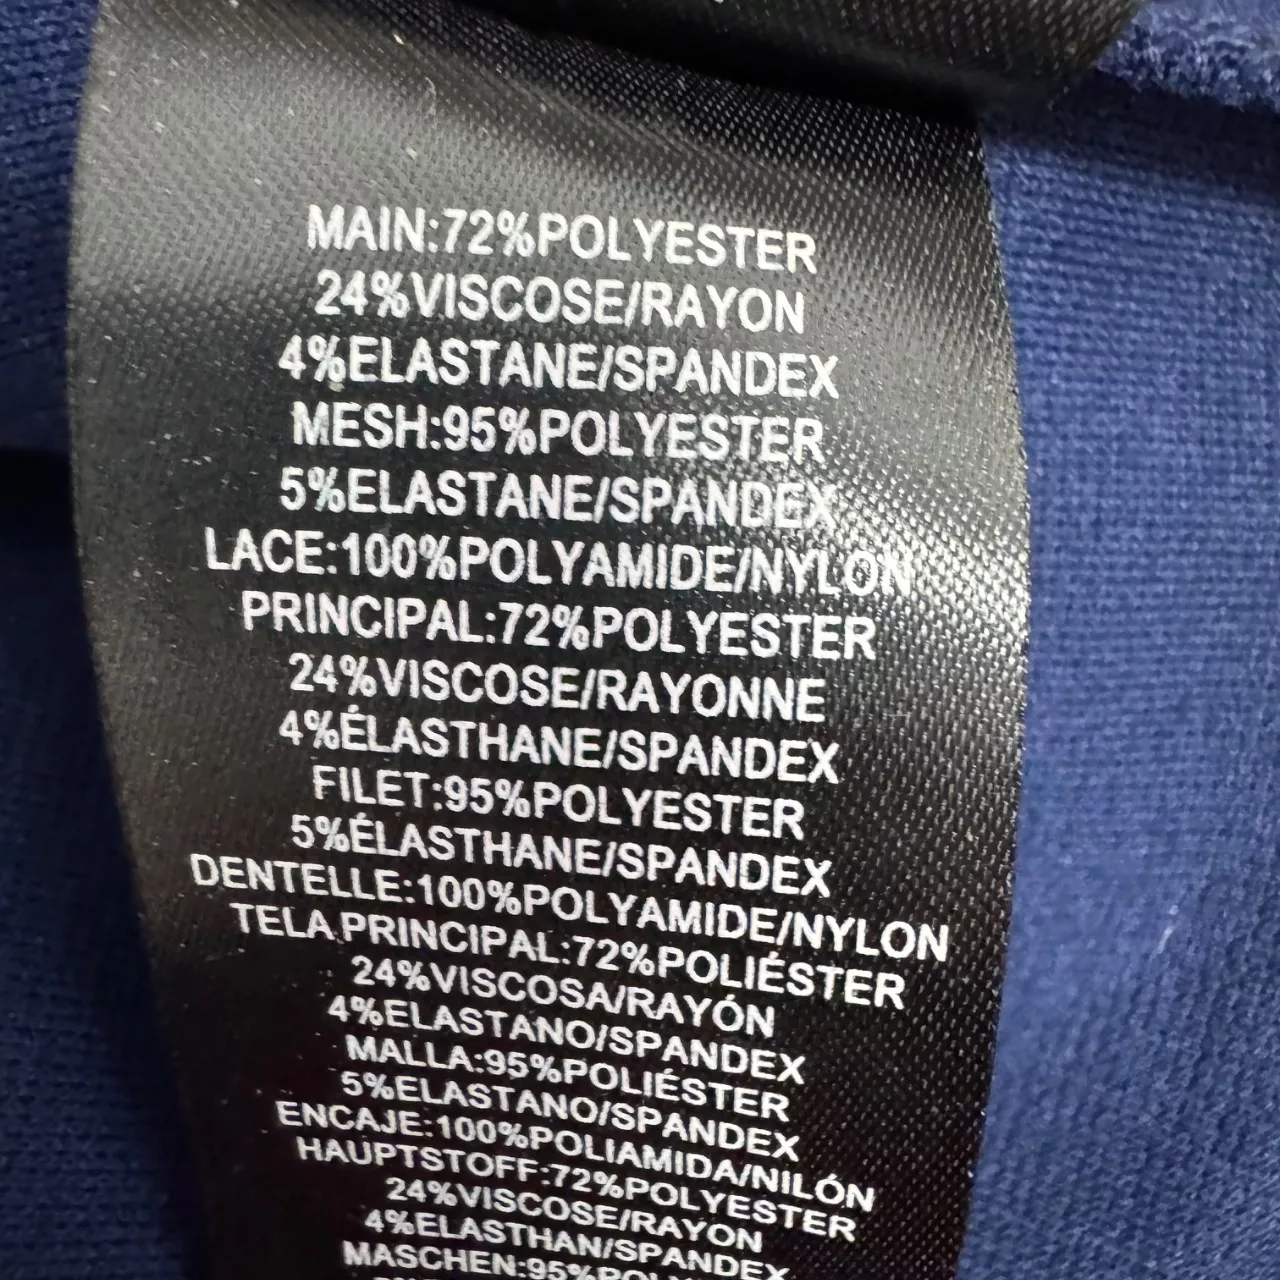 MAIN:72%POLYESTER
24%VISCOSE/RAYON
4%ELASTANE/SPANDEX
MESH:95%POLYESTER
5%ELASTANE/SPANDEX
LACE:100%POLYAMIDE/NYLON
PRINCIPAL:72%POLYESTER
24%VISCOSE/RAYONNE
4%ÉLASTHANE/SPANDEX
FILET:95%POLYESTER
5%ÉLASTHANE/SPANDEX
DENTELLE:100%POLYAMIDE/NYLON
TELA PRINCIPAL:72%POLIÉSTER
24%VISCOSA/RAYÓN
4%ELASTANO/SPANDEX
MALLA:95%POLIÉSTER
5%ELASTANO/SPANDEX
ENCAJE:100%POLIAMIDA/NILÓN
HAUPTSTOFF:72%POLYESTER
24%VISCOSE/RAYON
4%ELASTHAN/SPANDEX
MASCHEN:95%